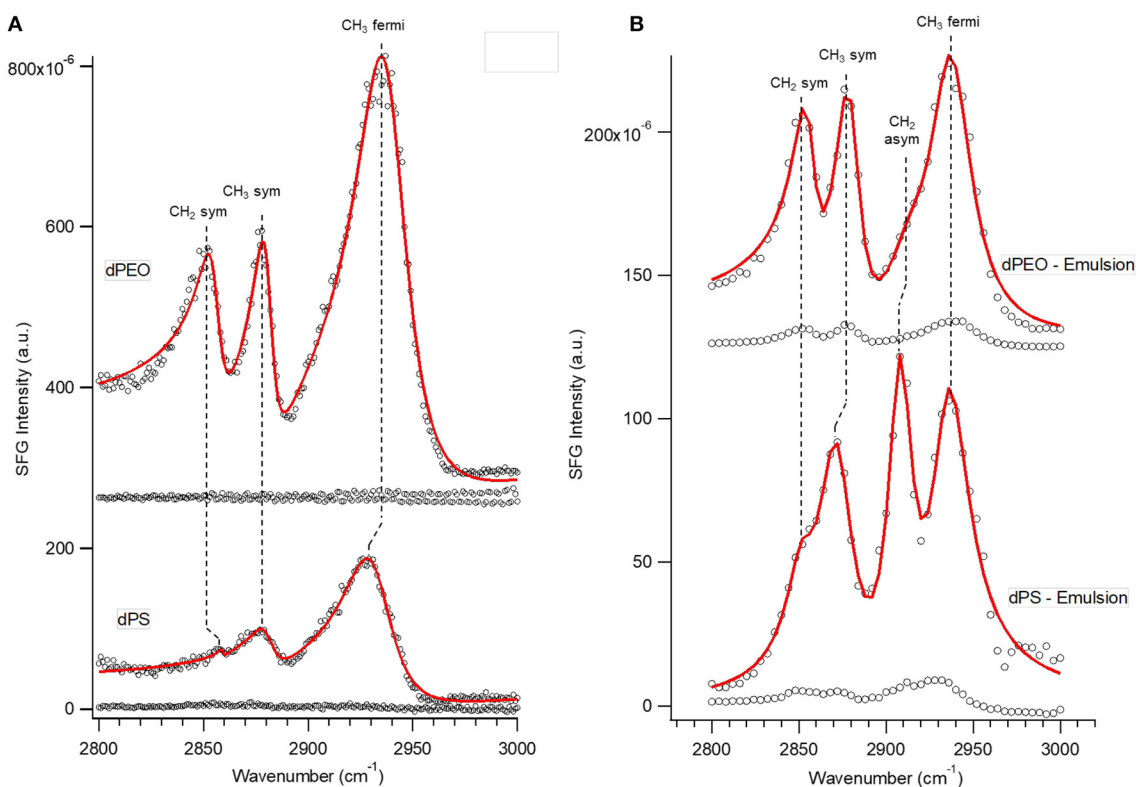 A
CH3 fermi
800x10-6
CH3 sym
CH2 sym
600
dPEO
SFG Intensity (a.u.)
400
200
dPS
0
2800
2850
2900
2950
3000
Wavenumber (cm-1)
B
CH3 fermi
CH3 sym
CH2 sym
CH2
asym
200x10-6
dPEO - Emulsion
150
SFG Intensity (a.u.)
100
50
dPS - Emulsion
0
2800
2850
2900
2950
3000
Wavenumber (cm-1)